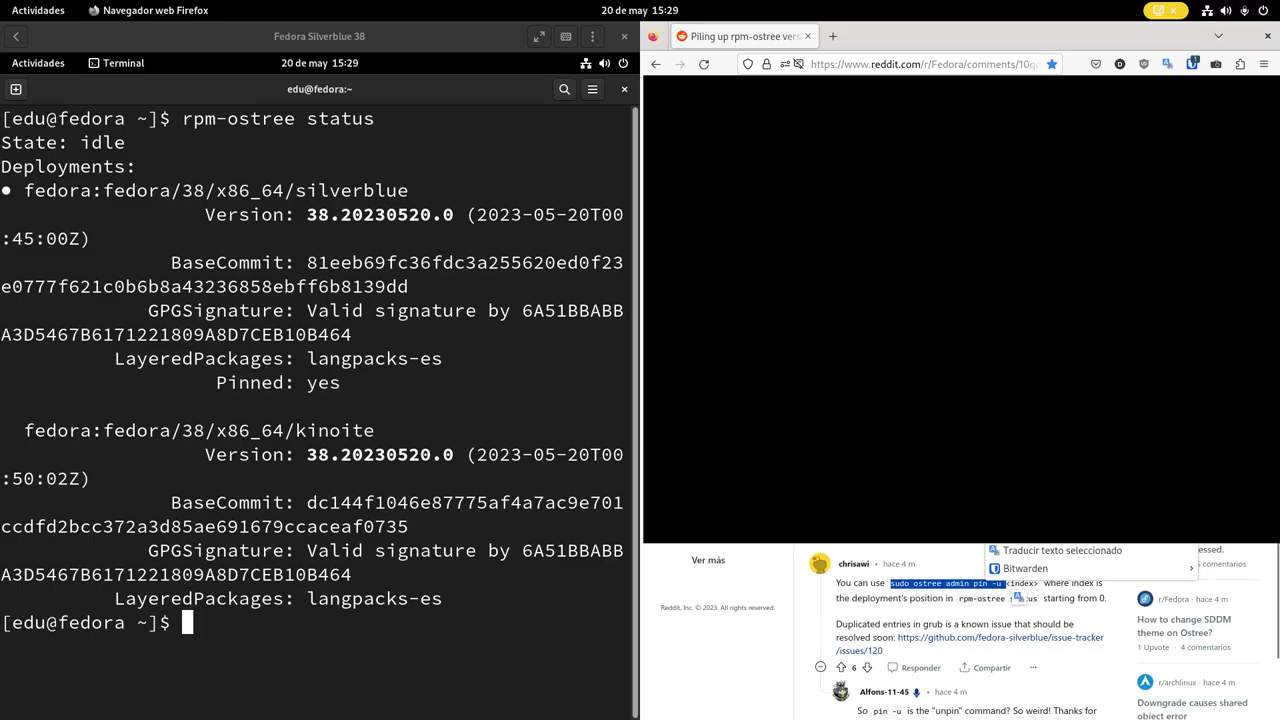 Actividades
Navegador web Firefox
20 de may 15:29
Fedora Silverblue 38
Actividades
Terminal
20 de may 15:29
edu@fedora:~
[edu@fedora ~]$ rpm-ostree status
State: idle
Deployments:
● fedora:fedora/38/x86_64/silverblue
Version: 38.20230520.0 (2023-05-20T00
:45:00Z)
BaseCommit: 81eeb69fc36fdc3a255620ed0f23
e0777f621c0b6b8a43236858ebff6b8139dd
GPGSignature: Valid signature by 6A51BBABB
A3D5467B6171221809A8D7CEB10B464
LayeredPackages: langpacks-es
Pinned: yes
fedora:fedora/38/x86_64/kinoite
Version: 38.20230520.0 (2023-05-20T00
:50:02Z)
BaseCommit: dc144f1046e87775af4a7ac9e701
ccdfd2bcc372a3d85ae691679ccaceaf0735
GPGSignature: Valid signature by 6A51BBABB
A3D5467B6171221809A8D7CEB10B464
LayeredPackages: langpacks-es
[edu@fedora ~]$
Piling up rpm-ostree vers
https://www.reddit.com/r/Fedora/comments/10qd
Ver más
Reddit, Inc. © 2023. All rights reserved.
Traducir texto seleccionado
Bitwarden
chrisawi • hace 4 m
You can use sudo ostree admin pin -u <index> where index is
the deployment's position in rpm-ostree starting from 0.
Duplicated entries in grub is a known issue that should be
resolved soon: https://github.com/fedora-silverblue/issue-tracker
/issues/120
6 Responder Compartir ...
Alfons-11-45 • hace 4 m
So pin -u is the "unpin" command? So weird! Thanks for
comentarios
r/Fedora • hace 4 m
How to change SDDM
theme on Ostree?
1 Upvote • 4 comentarios
r/archlinux • hace 4 m
Downgrade causes shared
object error